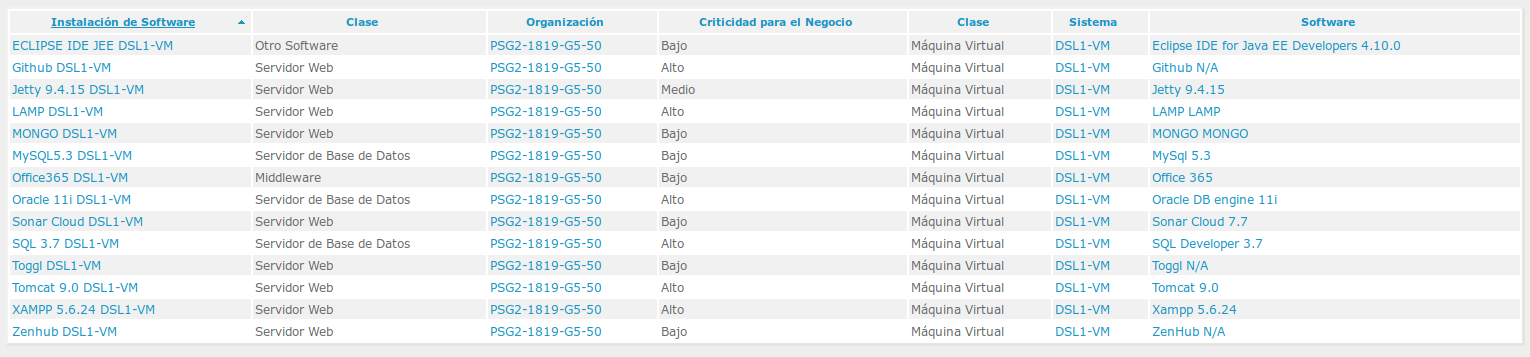 Instalación de Software Clase Organización Criticidad para el Negocio Clase Sistema Software
ECLIPSE IDE JEE DSL1-VM Otro Software PSG2-1819-G5-50 Bajo Máquina Virtual DSL1-VM Eclipse IDE for Java EE Developers 4.10.0
Github DSL1-VM Servidor Web PSG2-1819-G5-50 Alto Máquina Virtual DSL1-VM Github N/A
Jetty 9.4.15 DSL1-VM Servidor Web PSG2-1819-G5-50 Medio Máquina Virtual DSL1-VM Jetty 9.4.15
LAMP DSL1-VM Servidor Web PSG2-1819-G5-50 Alto Máquina Virtual DSL1-VM LAMP LAMP
MONGO DSL1-VM Servidor Web PSG2-1819-G5-50 Bajo Máquina Virtual DSL1-VM MONGO MONGO
MySQL5.3 DSL1-VM Servidor de Base de Datos PSG2-1819-G5-50 Bajo Máquina Virtual DSL1-VM MySql 5.3
Office365 DSL1-VM Middleware PSG2-1819-G5-50 Bajo Máquina Virtual DSL1-VM Office 365
Oracle 11i DSL1-VM Servidor de Base de Datos PSG2-1819-G5-50 Alto Máquina Virtual DSL1-VM Oracle DB engine 11i
Sonar Cloud DSL1-VM Servidor Web PSG2-1819-G5-50 Bajo Máquina Virtual DSL1-VM Sonar Cloud 7.7
SQL 3.7 DSL1-VM Servidor de Base de Datos PSG2-1819-G5-50 Alto Máquina Virtual DSL1-VM SQL Developer 3.7
Toggl DSL1-VM Servidor Web PSG2-1819-G5-50 Bajo Máquina Virtual DSL1-VM Toggl N/A
Tomcat 9.0 DSL1-VM Servidor Web PSG2-1819-G5-50 Alto Máquina Virtual DSL1-VM Tomcat 9.0
XAMPP 5.6.24 DSL1-VM Servidor Web PSG2-1819-G5-50 Alto Máquina Virtual DSL1-VM Xampp 5.6.24
Zenhub DSL1-VM Servidor Web PSG2-1819-G5-50 Bajo Máquina Virtual DSL1-VM ZenHub N/A